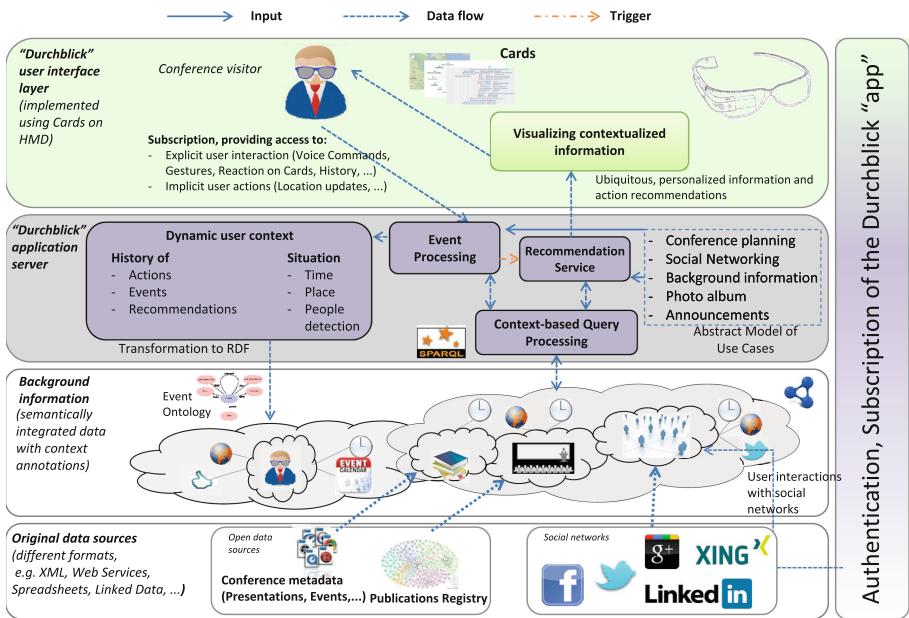 Input
Data flow
Trigger
"Durchblick"
user interface
layer
(implemented
using Cards on
HMD)
Conference visitor
Cards
Subscription, providing access to:
- Explicit user interaction (Voice Commands,
Gestures, Reaction on Cards, History, ...)
- Implicit user actions (Location updates, ...)
Visualizing contextualized
information
Ubiquitous, personalized information and
action recommendations
"Durchblick"
application
server
Dynamic user context
History of
- Actions
- Events
- Recommendations
Situation
- Time
- Place
- People
detection
Transformation to RDF
Event
Processing
Recommendation
Service
Context-based Query
Processing
SPARQL
- Conference planning
- Social Networking
- Background information
- Photo album
- Announcements
Abstract Model of
Use Cases
Background
information
(semantically
integrated data
with context
annotations)
Event
Ontology
EVENT
CALENDAR
User interactions
with social
networks
Original data sources
(different formats,
e.g. XML, Web Services,
Spreadsheets, Linked Data, ...)
Open data
sources
Conference metadata
(Presentations, Events,...)
Publications Registry
Social networks
f
g+
XING
Linked in
Authentication, Subscription of the Durchblick "app"